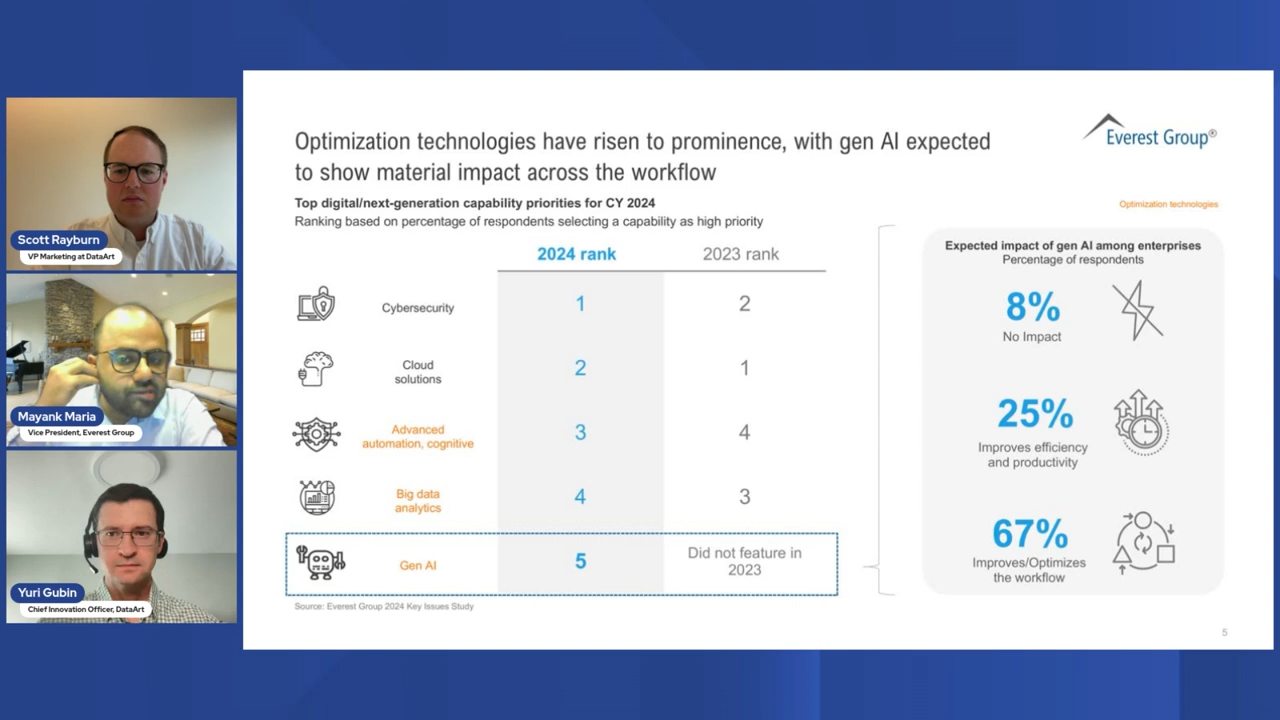 Scott Rayburn
VP Marketing at DataArt
Mayank Maria
Vice President, Everest Group
Yuri Gubin
Chief Innovation Officer, DataArt
Everest Group®
Optimization technologies have risen to prominence, with gen AI expected
to show material impact across the workflow
Top digital/next-generation capability priorities for CY 2024
Ranking based on percentage of respondents selecting a capability as high priority
Optimization technologies
2024 rank
2023 rank
Cybersecurity
1
2
Cloud
solutions
2
1
Advanced
automation, cognitive
3
4
Big data
analytics
4
3
Gen AI
5
Did not feature in
2023
Source: Everest Group 2024 Key Issues Study
Expected impact of gen AI among enterprises
Percentage of respondents
8%
No Impact
25%
Improves efficiency
and productivity
67%
Improves/Optimizes
the workflow
5